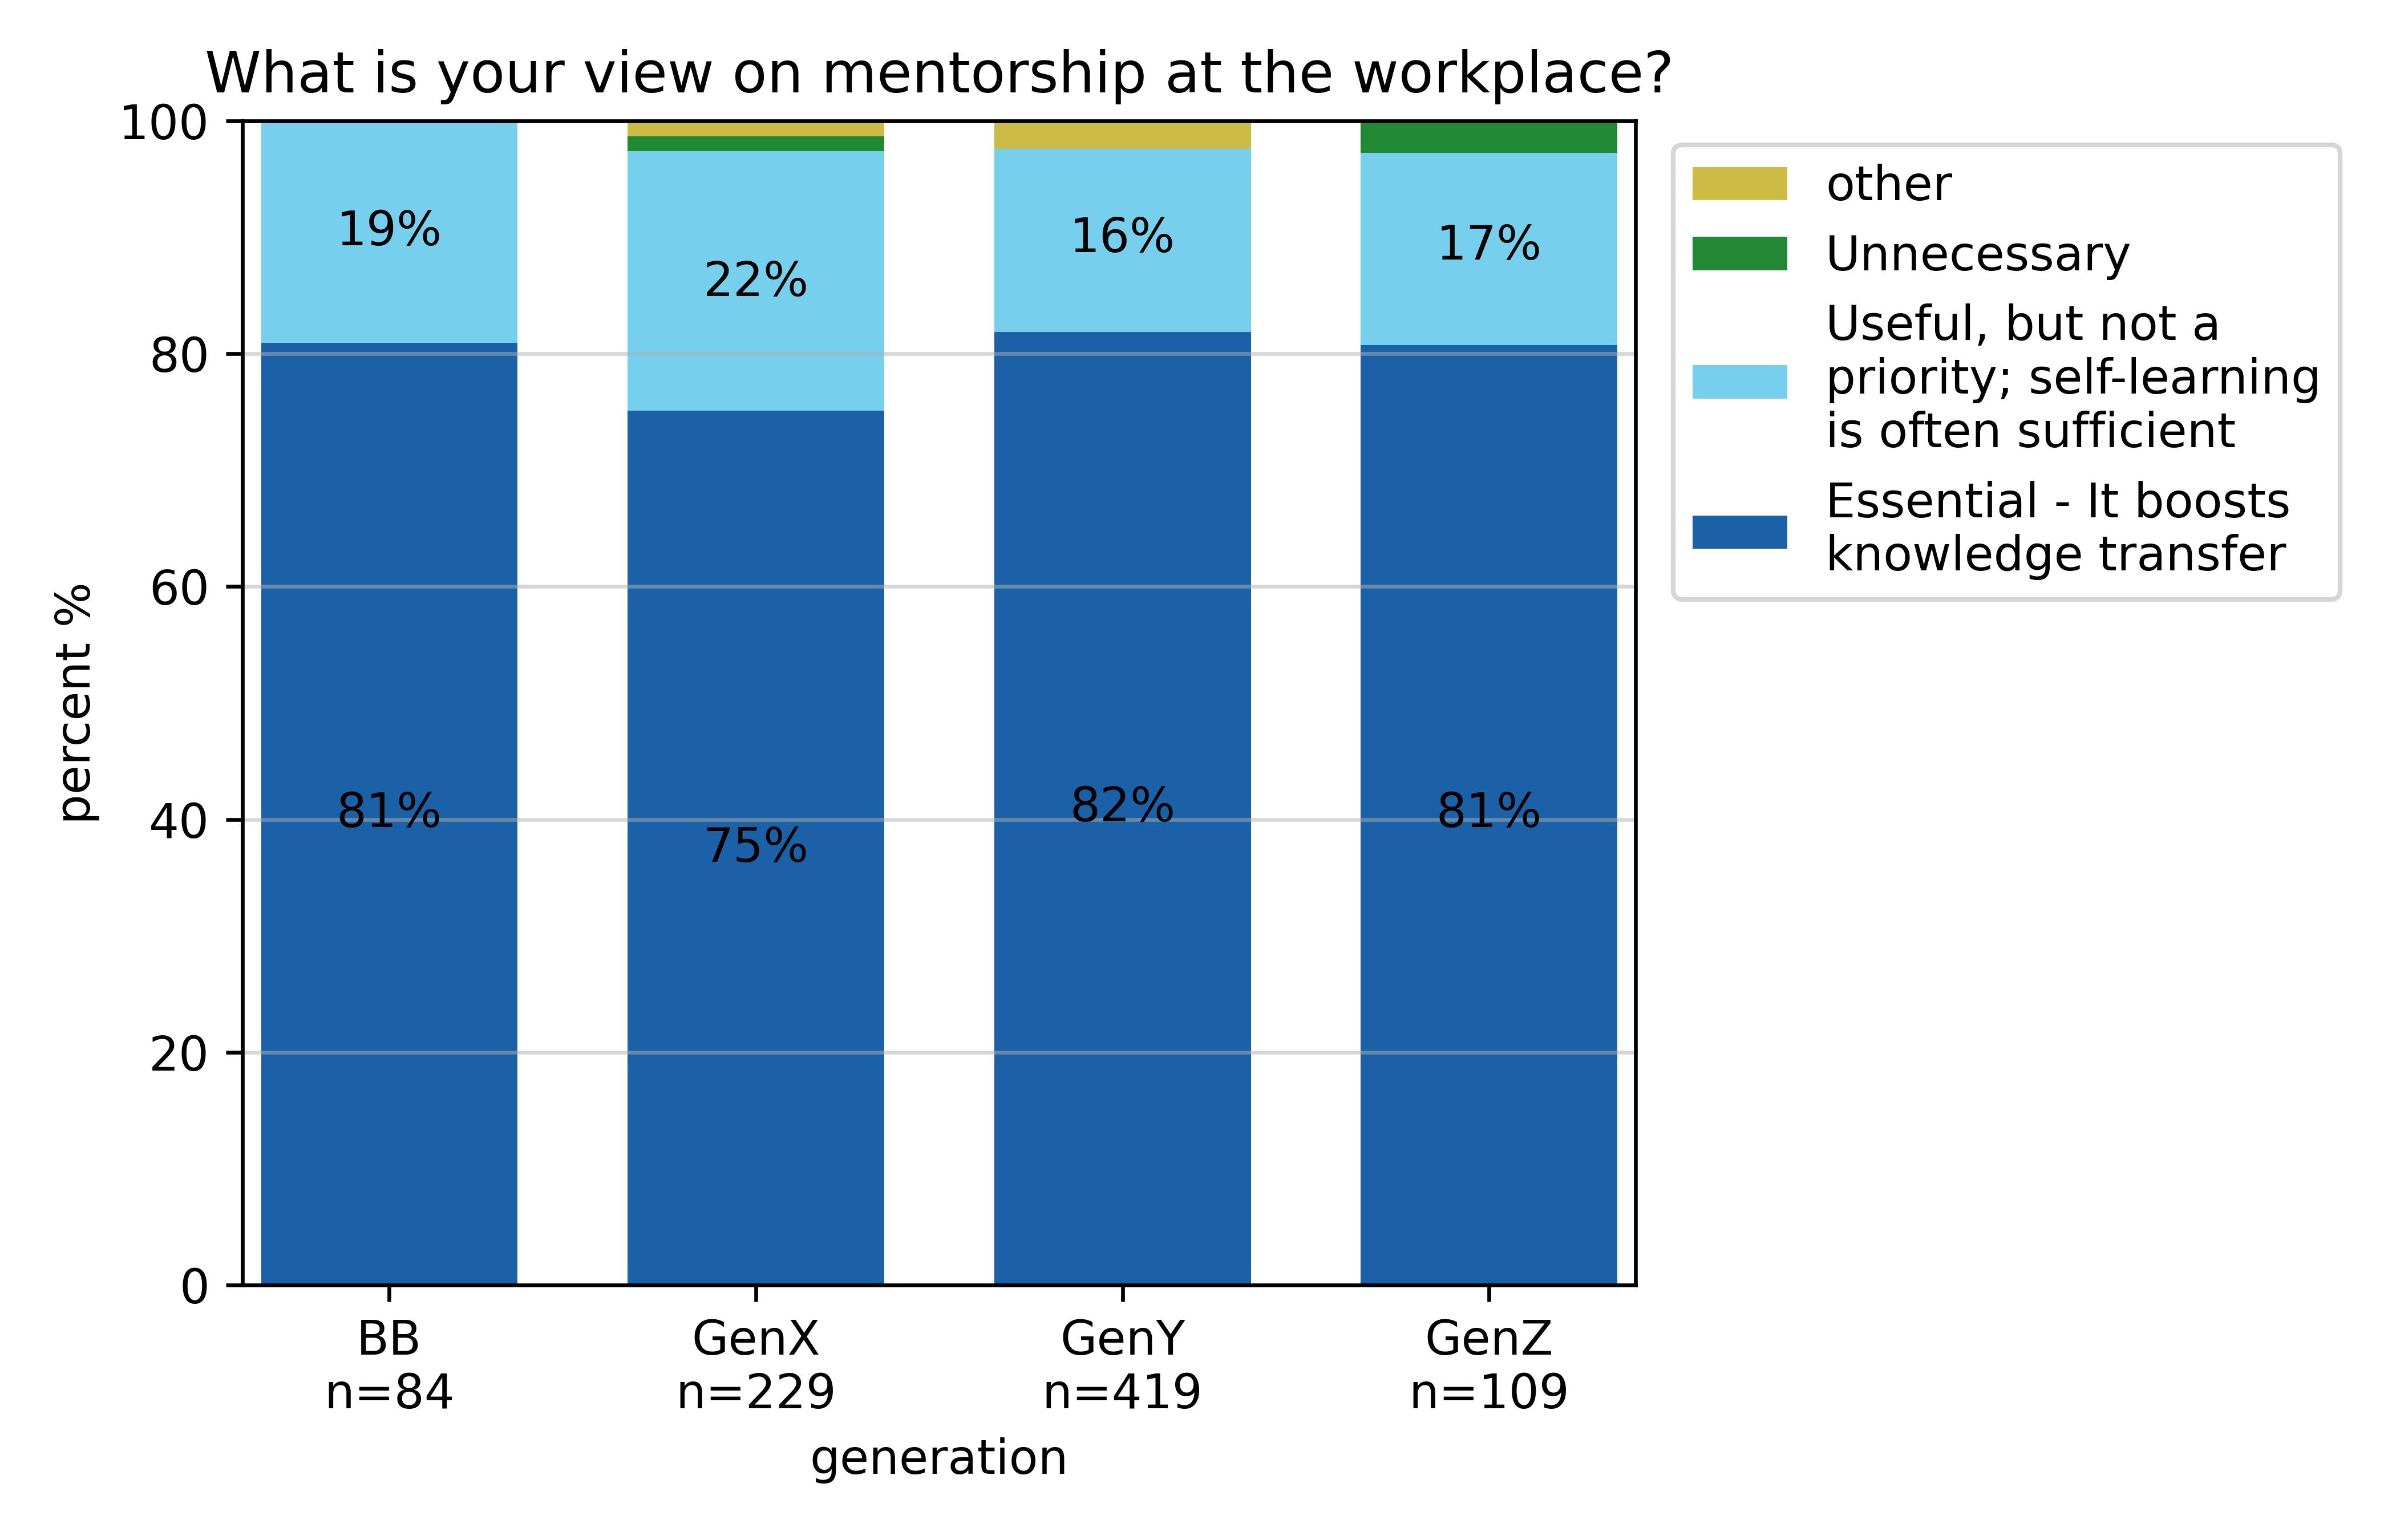 What is your view on mentorship at the workplace?
100
80
60
40
20
0
percent %
19%
22%
16%
17%
81%
75%
82%
81%
BB
n=84
GenX
n=229
GenY
n=419
GenZ
n=109
generation
other
Unnecessary
Useful, but not a
priority; self-learning
is often sufficient
Essential - It boosts
knowledge transfer